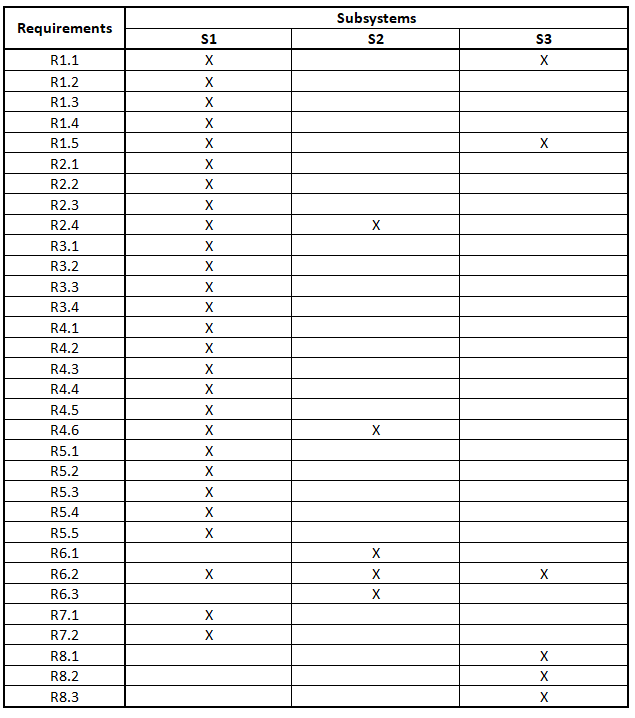 Requirements Subsystems
S1 S2 S3
R1.1 X X
R1.2 X
R1.3 X
R1.4 X
R1.5 X X
R2.1 X
R2.2 X
R2.3 X
R2.4 X X
R3.1 X
R3.2 X
R3.3 X
R3.4 X
R4.1 X
R4.2 X
R4.3 X
R4.4 X
R4.5 X
R4.6 X X
R5.1 X
R5.2 X
R5.3 X
R5.4 X
R5.5 X
R6.1 X
R6.2 X X X
R6.3 X
R7.1 X
R7.2 X
R8.1 X
R8.2 X
R8.3 X